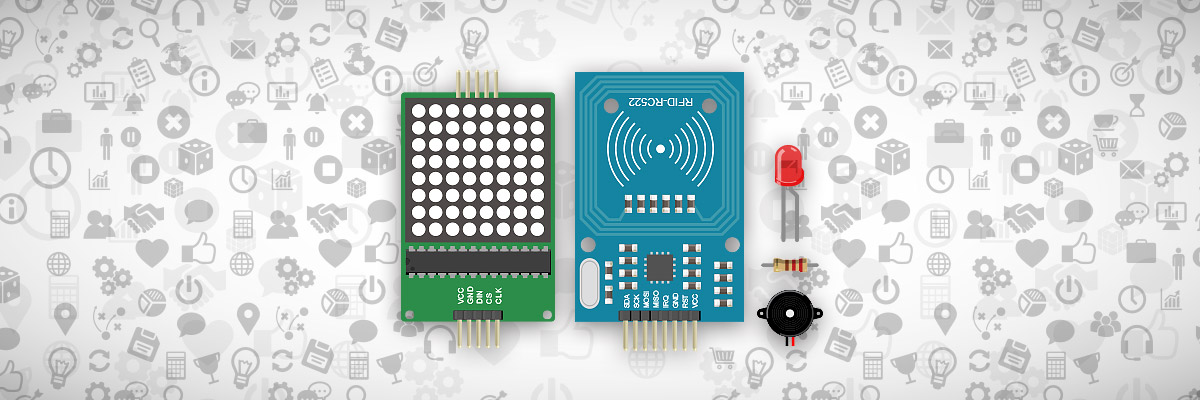 VCC
GND
DIN
CS
CLK
RFID-RC522
SDA
SCK
MOSI
MISO
IRQ
GND
RST
VCC